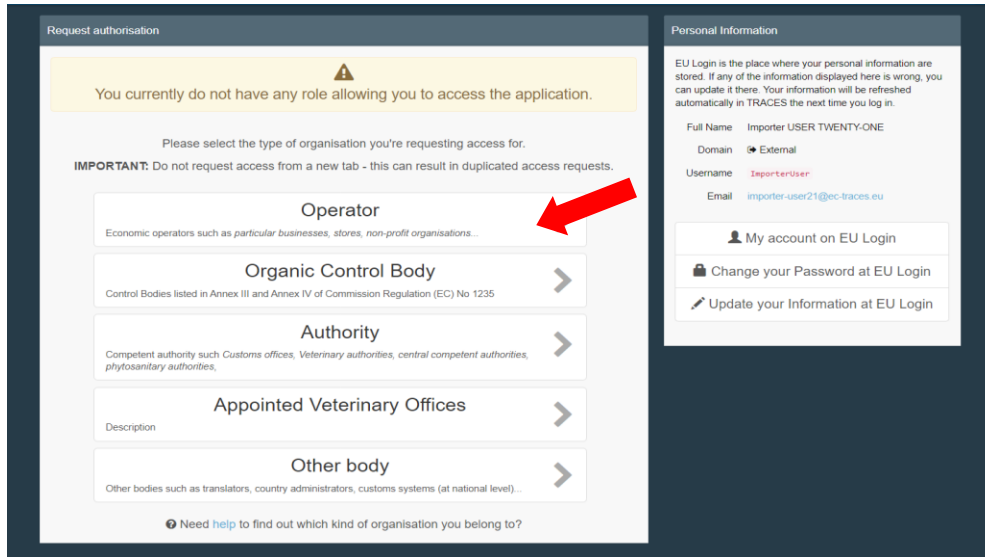 Request authorisation
You currently do not have any role allowing you to access the application.
Please select the type of organisation you're requesting access for.
IMPORTANT: Do not request access from a new tab - this can result in duplicated access requests.
Operator
Economic operators such as particular businesses, stores, non-profit organisations...
Organic Control Body
Control Bodies listed in Annex III and Annex IV of Commission Regulation (EC) No 1235
Authority
Competent authority such Customs offices, Veterinary authorities, central competent authorities,
phytosanitary authorities,
Appointed Veterinary Offices
Description
Other body
Other bodies such as translators, country administrators, customs systems (at national level)...
Need help to find out which kind of organisation you belong to?
Personal Information
EU Login is the place where your personal information are
stored. If any of the information displayed here is wrong, you
can update it there. Your information will be refreshed
automatically in TRACES the next time you log in.
Full Name Importer USER TWENTY-ONE
Domain External
Username ImporterUser
Email importer-user21@ec-traces.eu
My account on EU Login
Change your Password at EU Login
Update your Information at EU Login